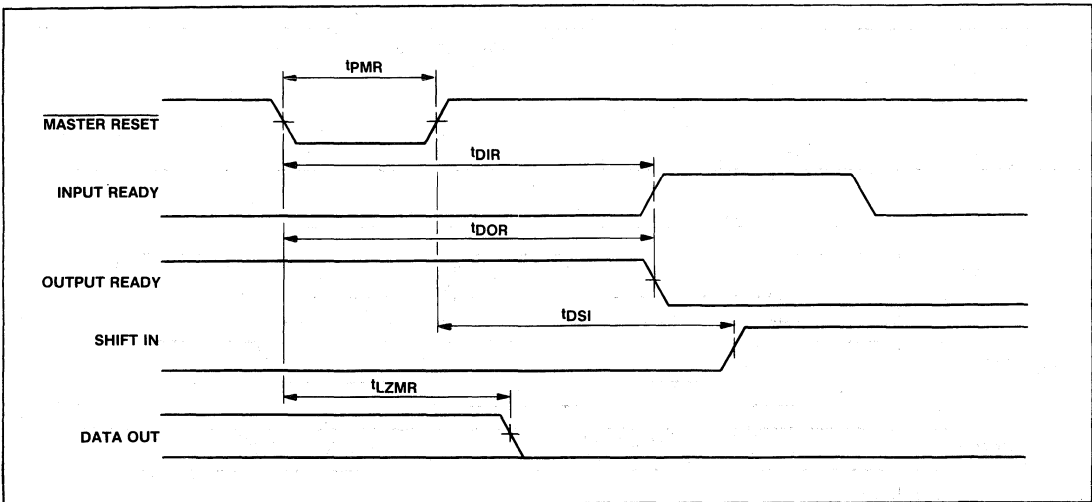 tPMR
MASTER RESET
tDIR
INPUT READY
tDOR
OUTPUT READY
tDSI
SHIFT IN
tLZMR
DATA OUT